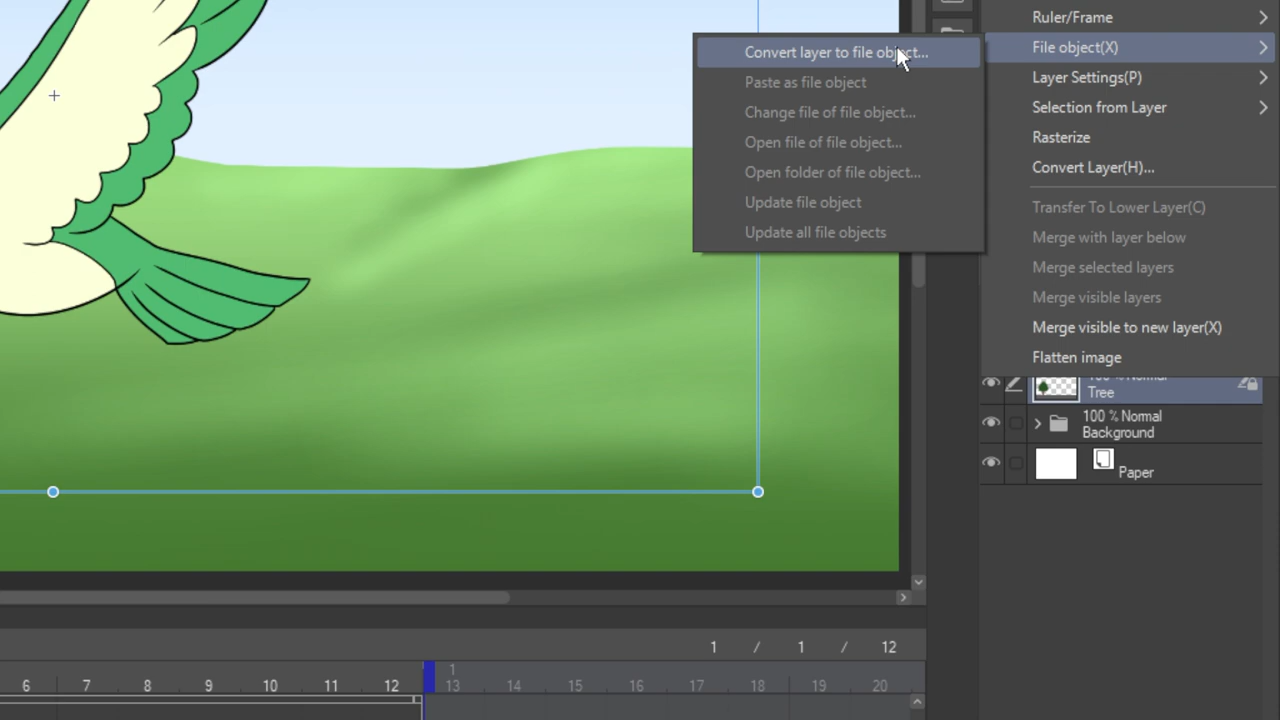 Ruler/Frame
File object(X)
Layer Settings(P)
Selection from Layer
Rasterize
Convert Layer(H)...
Transfer To Lower Layer(C)
Merge with layer below
Merge selected layers
Merge visible layers
Merge visible to new layer(X)
Flatten image
Convert layer to file object...
Paste as file object
Change file of file object...
Open file of file object...
Open folder of file object...
Update file object
Update all file objects
100 % Normal
Tree
100 % Normal
Background
Paper
1 / 1 / 12
1
6 7 8 9 10 11 12 13 14 15 16 17 18 19 20